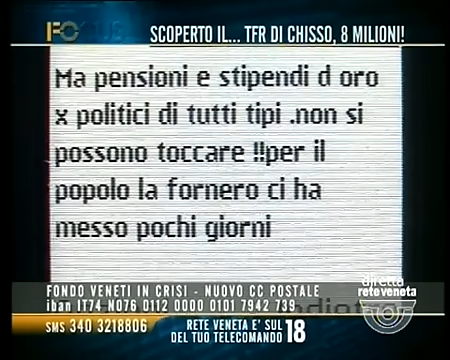 FOCUS
SCOPERTO IL... TFR DI CHISSO, 8 MILIONI!
Ma pensioni e stipendi d oro
x politici di tutti tipi .non si
possono toccare !!per il
popolo la fornero ci ha
messo pochi giorni
diretta
reteveneta
FONDO VENETI IN CRISI - NUOVO CC POSTALE
iban IT74 N076 0112 0000 0101 7942 739
SMS 340 3218806
RETE VENETA E' SUL
DEL TUO TELECOMANDO 18